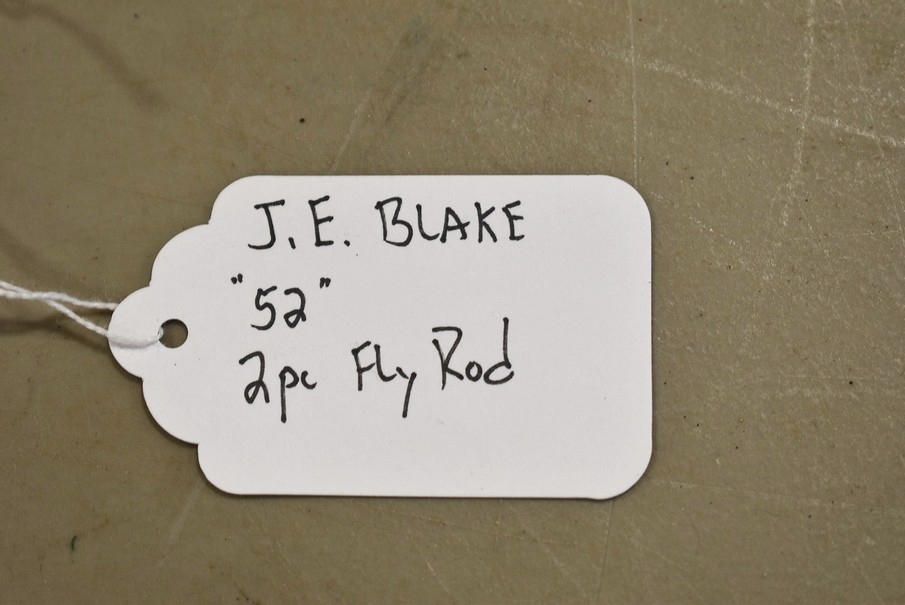 J.E. BLAKE
"52"
2pc Fly Rod